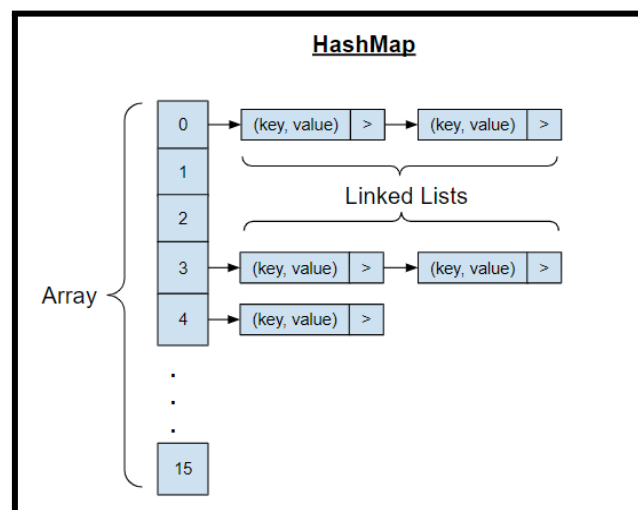 HashMap
0 (key, value) > (key, value) >
1
Linked Lists
2
3 (key, value) > (key, value) >
Array
4 (key, value) >
.
.
.
15